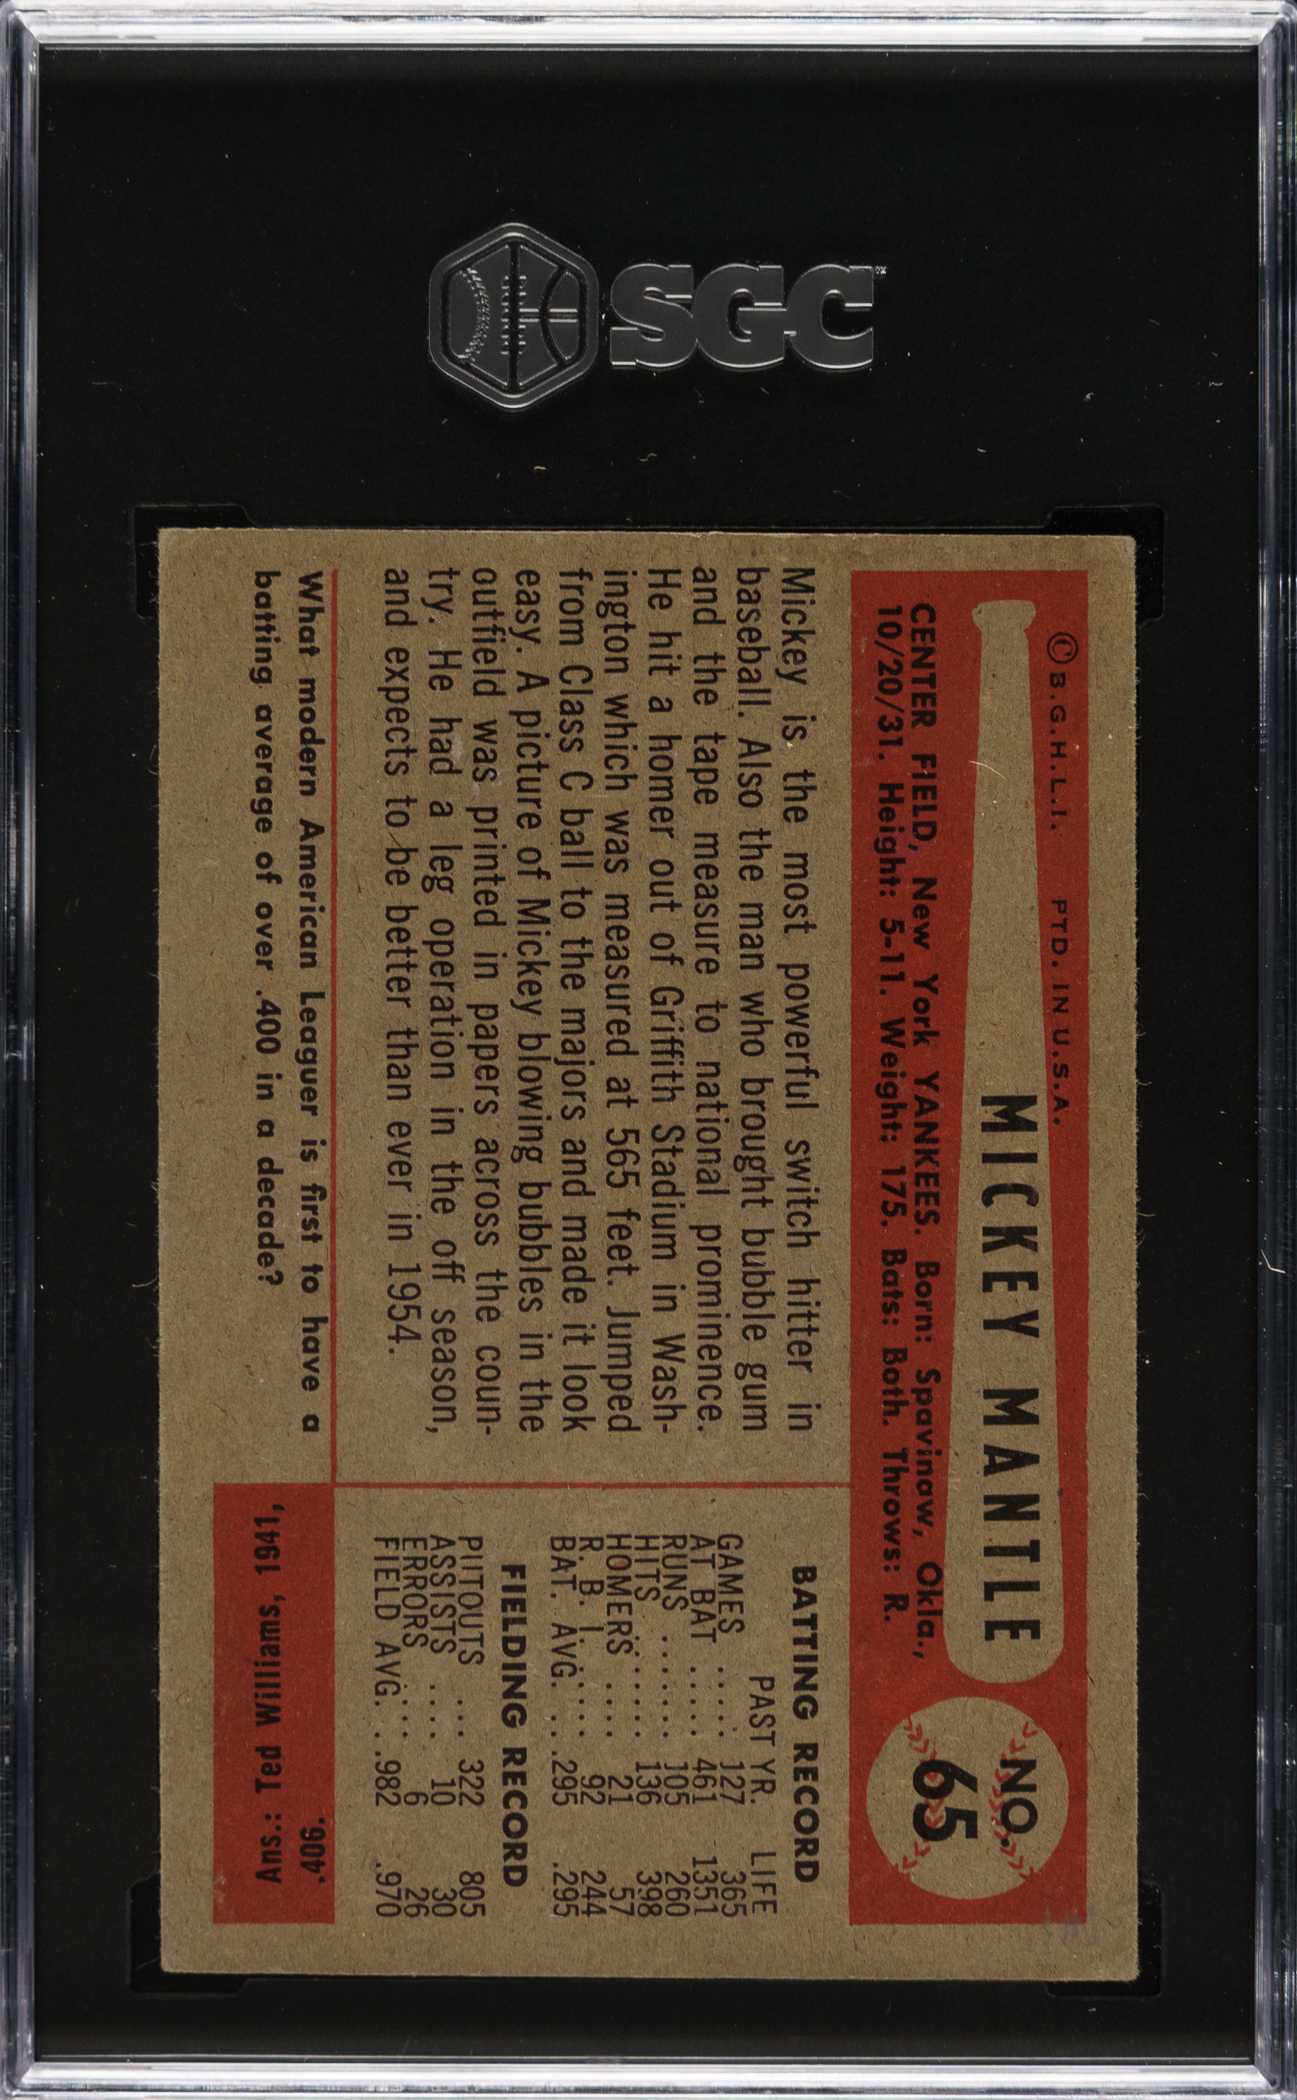 SGC
© B.G.H.L.I. PTD. IN U.S.A.
MICKEY MANTLE
NO.
65
CENTER FIELD, New York YANKEES. Born: Spavinaw, Okla.,
10/20/31. Height: 5-11. Weight: 175. Bats: Both. Throws: R.
Mickey is the most powerful switch hitter in
baseball. Also the man who brought bubble gum
and the tape measure to national prominence.
He hit a homer out of Griffith Stadium in Wash-
ington which was measured at 565 feet. Jumped
from Class C ball to the majors and made it look
easy. A picture of Mickey blowing bubbles in the
outfield was printed in papers across the coun-
try. He had a leg operation in the off season,
and expects to be better than ever in 1954.
BATTING RECORD
PAST YR. LIFE
GAMES ..... 127 365
AT BAT ..... 461 1351
RUNS ....... 105 260
HITS ....... 136 398
HOMERS .... 21 57
R. B. I. .... 92 244
BAT. AVG. .. .295 .295
FIELDING RECORD
PUTOUTS ... 322 805
ASSISTS .... 10 30
ERRORS .... 6 26
FIELD AVG. . .982 .970
What modern American Leaguer is first to have a
batting average of over .400 in a decade?
Ans.: Ted Williams, 1941,
.406.